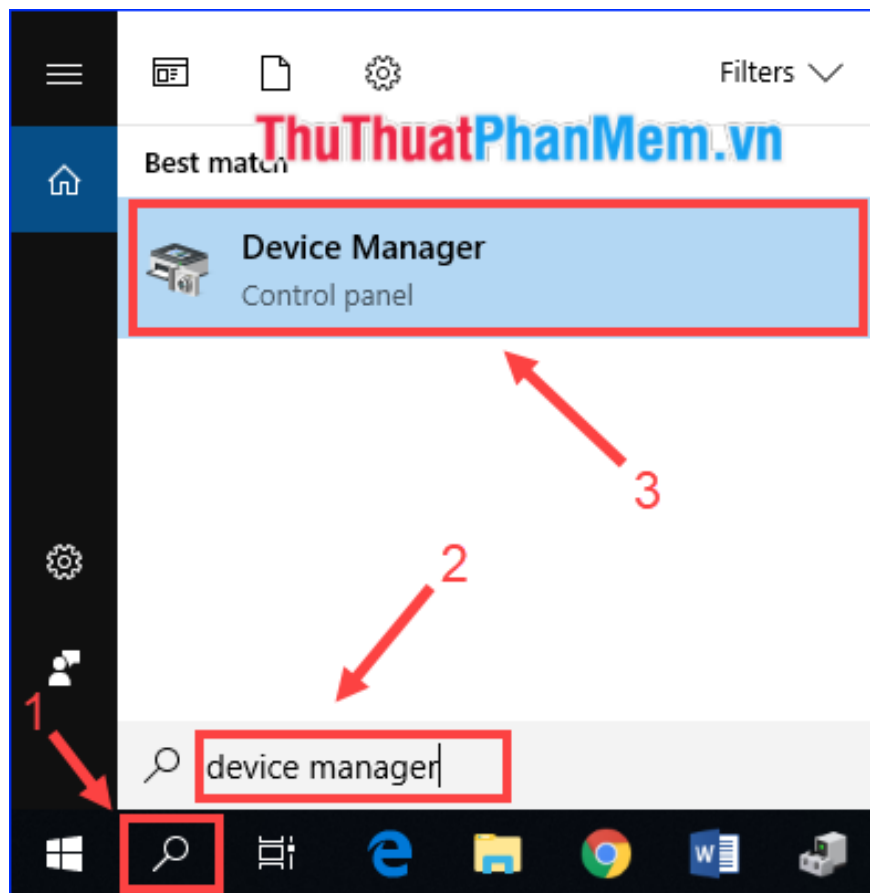 Filters
ThuThuatPhanMem.vn
Best match
Device Manager
Control panel
3
2
1
device manager